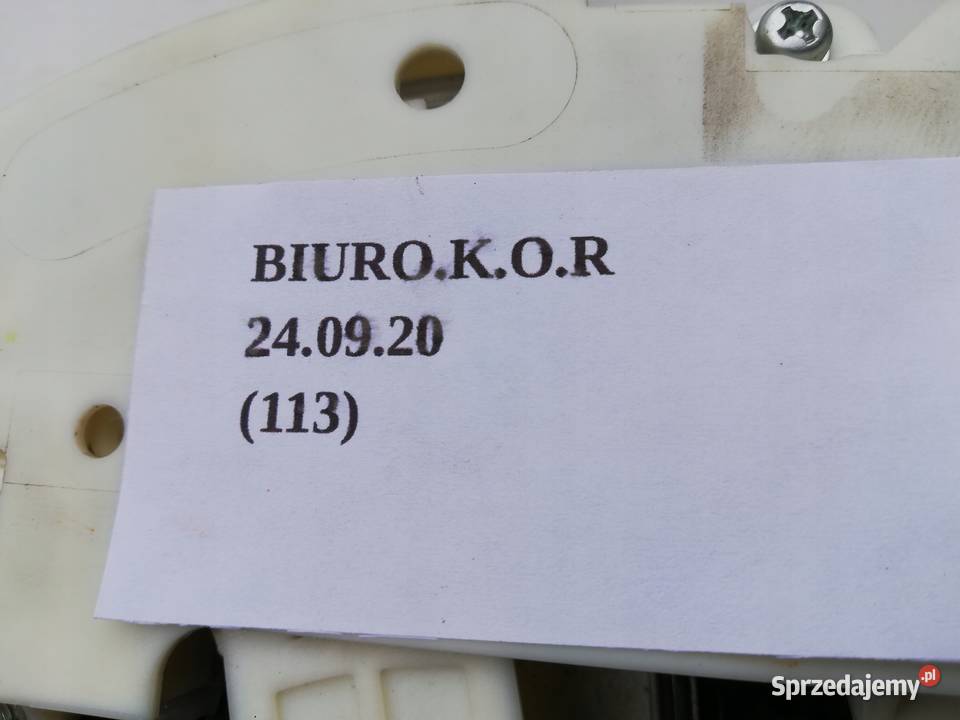 BIURO.K.O.R
24.09.20
(113)
Sprzedajemy.pl